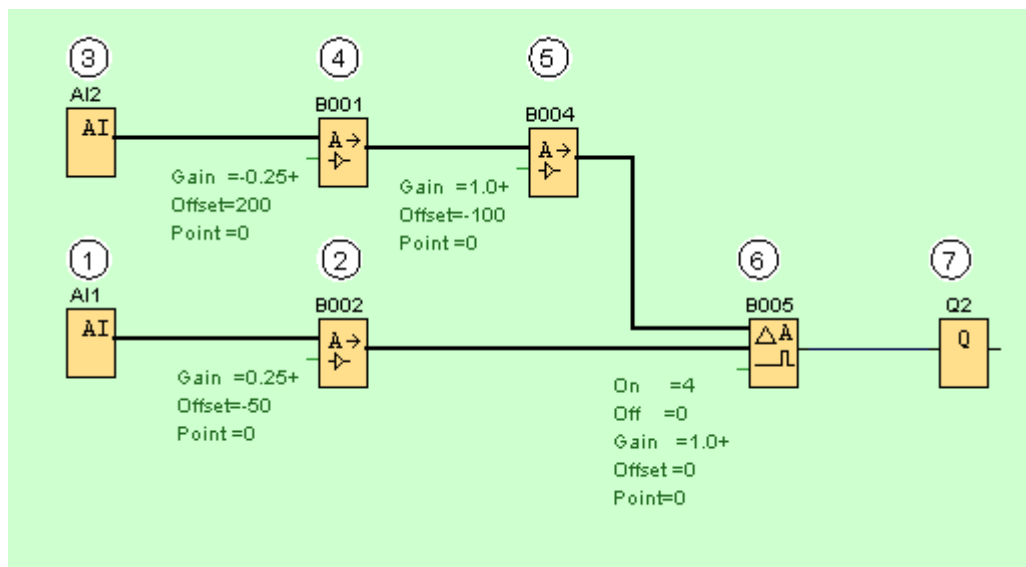 3
4
5
AI2
B001
B004
AI
A→
A→
Gain =-0.25+
Offset=200
Point =0
Gain =1.0+
Offset=-100
Point =0
1
2
6
7
AI1
B002
B005
Q2
AI
A→
△A
Q
Gain =0.25+
Offset=-50
Point =0
On =4
Off =0
Gain =1.0+
Offset =0
Point=0